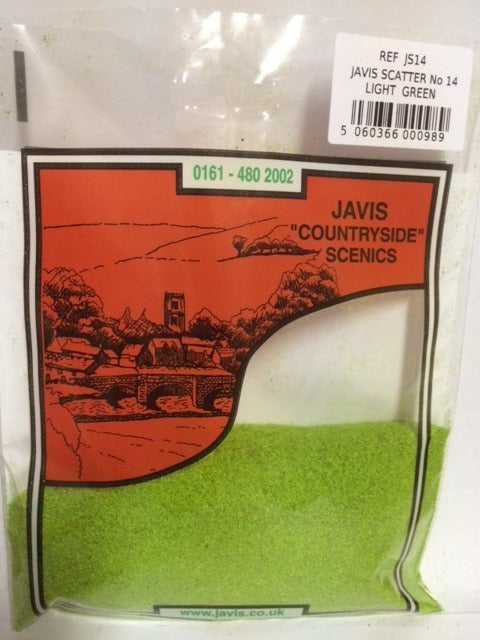 REF JS14
JAVIS SCATTER No 14
LIGHT GREEN
5 060366 000989
0161 - 480 2002
JAVIS
"COUNTRYSIDE"
SCENICS
www.javis.co.uk